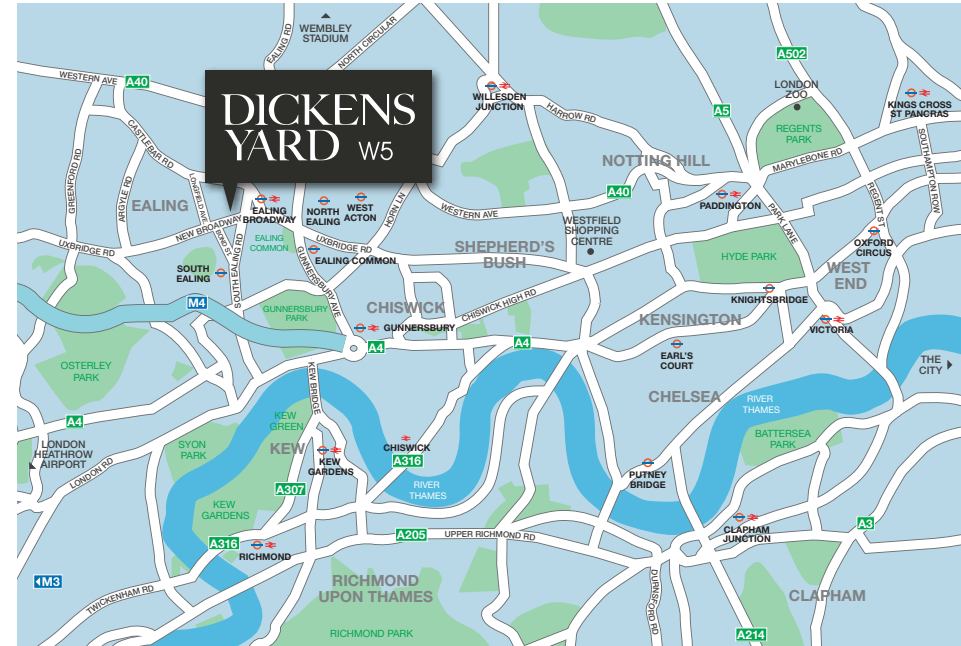 WEMBLEY
STADIUM
EALING RD
NORTH CIRCULAR
A502
WESTERN AVE
A40
LONDON
ZOO
WILLESDEN
JUNCTION
KINGS CROSS
ST PANCRAS
DICKENS
YARD W5
A5
HARROW RD
REGENTS
PARK
CASTLEBAR RD
SOUTHAMPTON ROW
GREENFORD RD
ARGYLE RD
NOTTING HILL
MARYLEBONE RD
LONGFIELD AVE
EALING
A40
PADDINGTON
REGENT ST
HORN LN
EALING
BROADWAY
NORTH
EALING
WEST
ACTON
WESTERN AVE
PARK LANE
NEW BROADWAY
BOND ST
WESTFIELD
SHOPPING
CENTRE
OXFORD
CIRCUS
UXBRIDGE RD
EALING
COMMON
UXBRIDGE RD
EALING COMMON
SHEPHERD'S
BUSH
HYDE PARK
SOUTH
EALING
SOUTH EALING RD
GUNNERSBURY AVE
WEST
END
M4
GUNNERSBURY
PARK
CHISWICK
CHISWICK HIGH RD
KNIGHTSBRIDGE
GUNNERSBURY
KENSINGTON
VICTORIA
A4
A4
EARL'S
COURT
OSTERLEY
PARK
THE
CITY
KEW BRIDGE
CHELSEA
RIVER
THAMES
A4
KEW
GREEN
BATTERSEA
PARK
LONDON
HEATHROW
AIRPORT
LONDON RD
SYON
PARK
KEW
CHISWICK
A316
KEW
GARDENS
PUTNEY
BRIDGE
A307
RIVER
THAMES
KEW
GARDENS
CLAPHAM
JUNCTION
A3
A316
RICHMOND
A205
UPPER RICHMOND RD
M3
RICHMOND
UPON THAMES
TWICKENHAM RD
DURNSFORD RD
CLAPHAM
RICHMOND PARK
A214